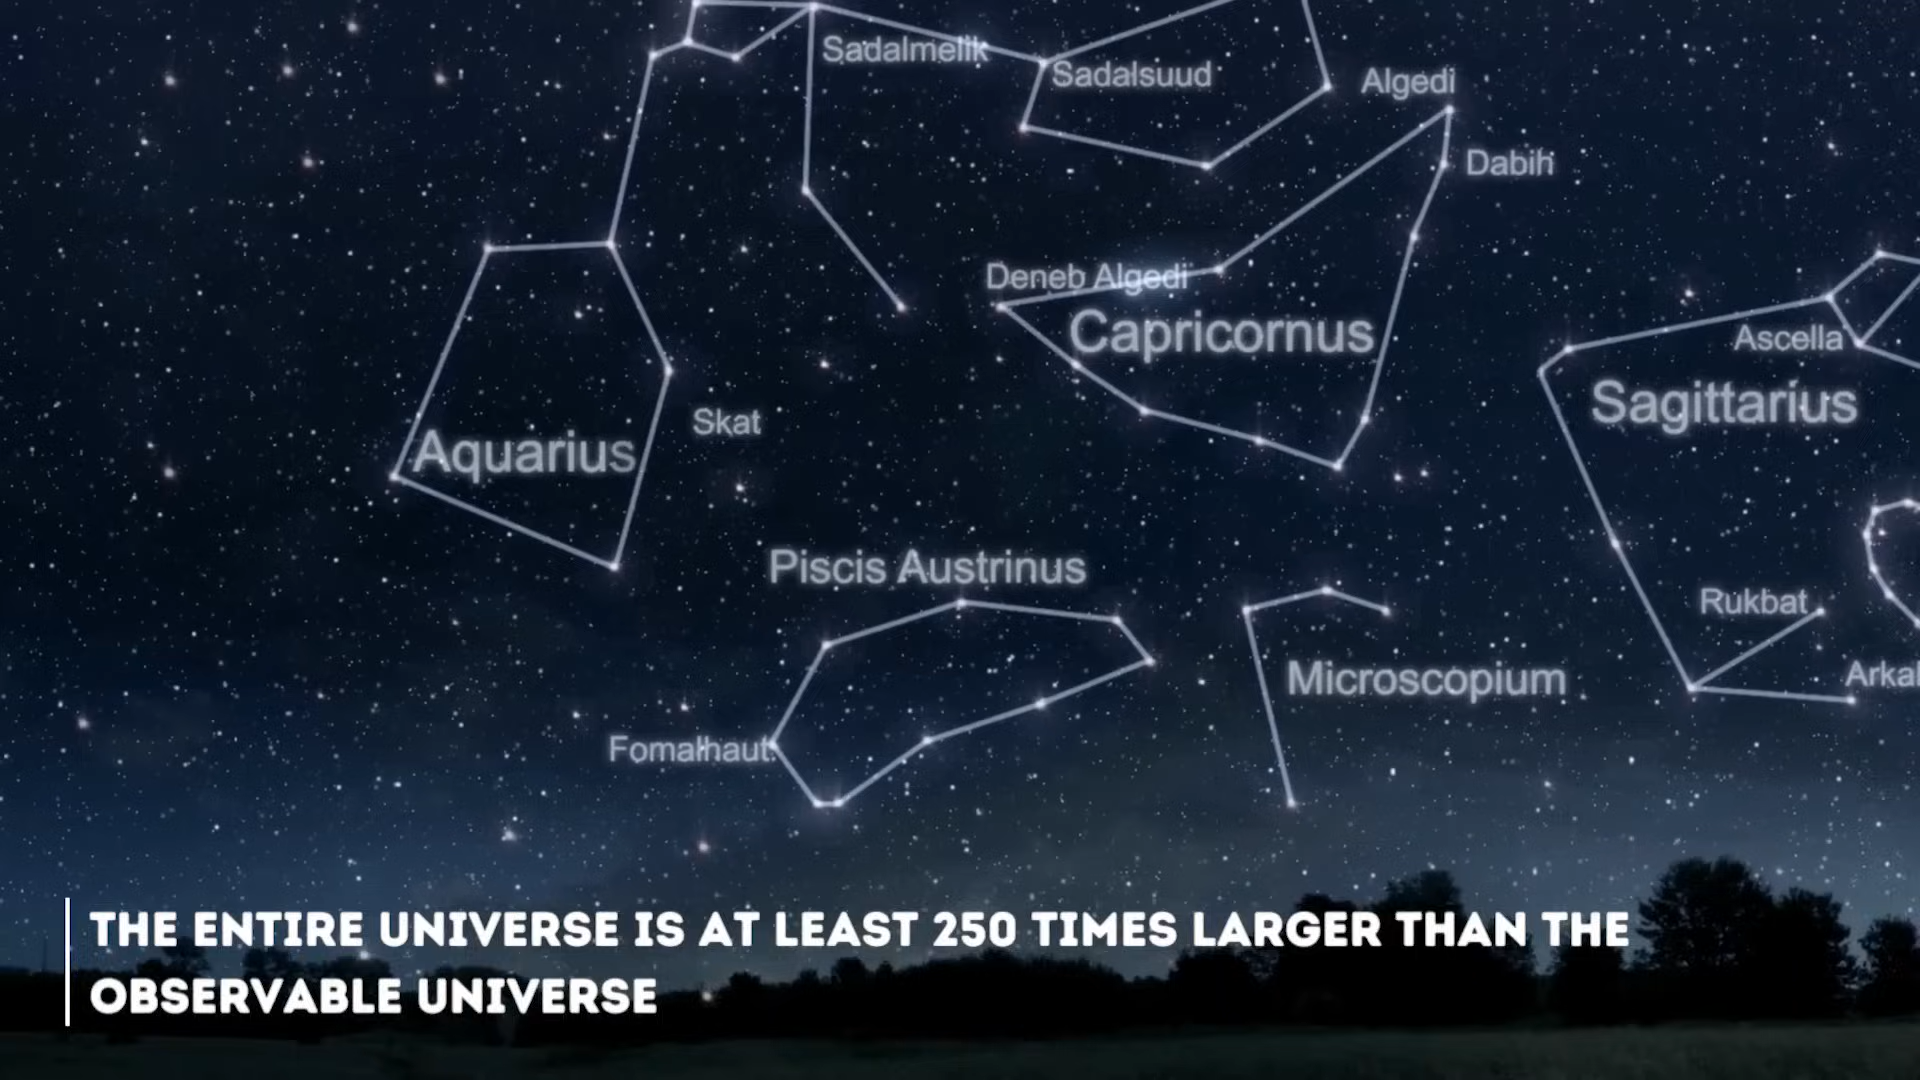 Sadalmelik
Sadalsuud
Algedi
Dabih
Deneb Algedi
Capricornus
Ascella
Sagittarius
Skat
Aquarius
Piscis Austrinus
Rukbat
Microscopium
Arkal
Fomalhaut
THE ENTIRE UNIVERSE IS AT LEAST 250 TIMES LARGER THAN THE
OBSERVABLE UNIVERSE